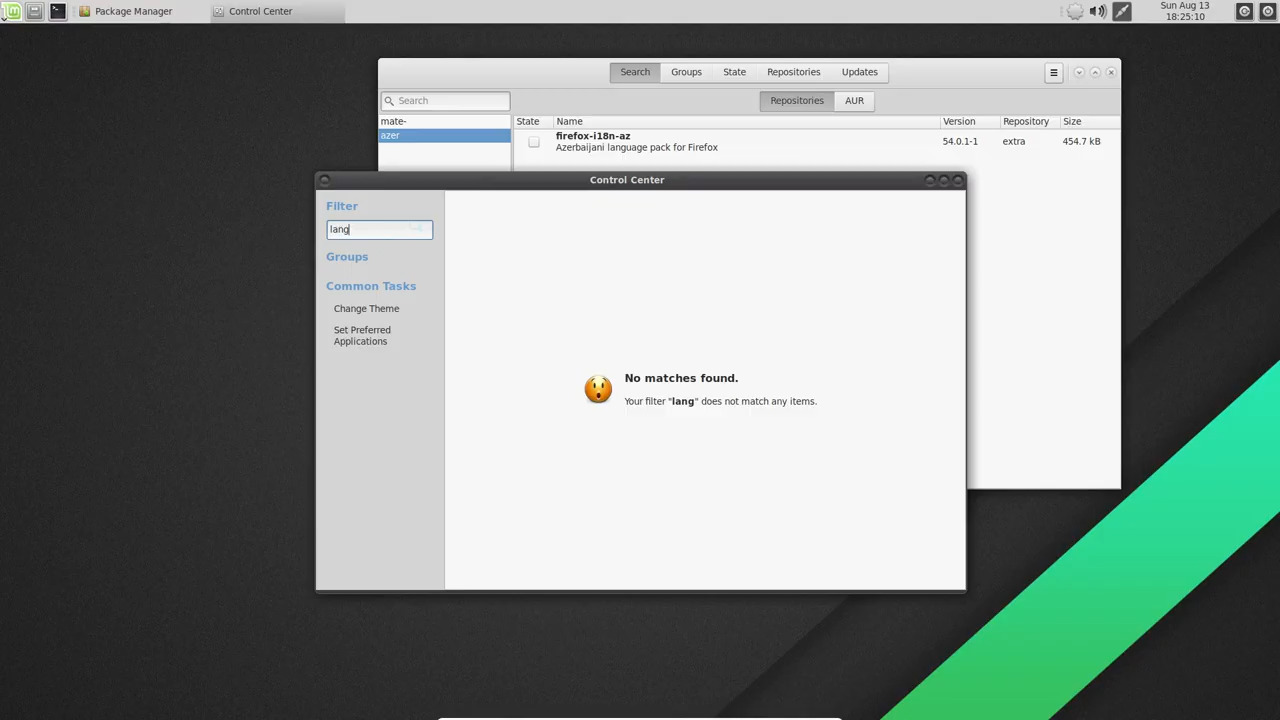 Package Manager
Control Center
Sun Aug 13
18:25:10
Search
Groups
State
Repositories
Updates
Search
Repositories
AUR
mate-
azer
State
Name
Version
Repository
Size
firefox-i18n-az
Azerbaijani language pack for Firefox
54.0.1-1
extra
454.7 kB
Control Center
Filter
lang
Groups
Common Tasks
Change Theme
Set Preferred
Applications
No matches found.
Your filter "lang" does not match any items.